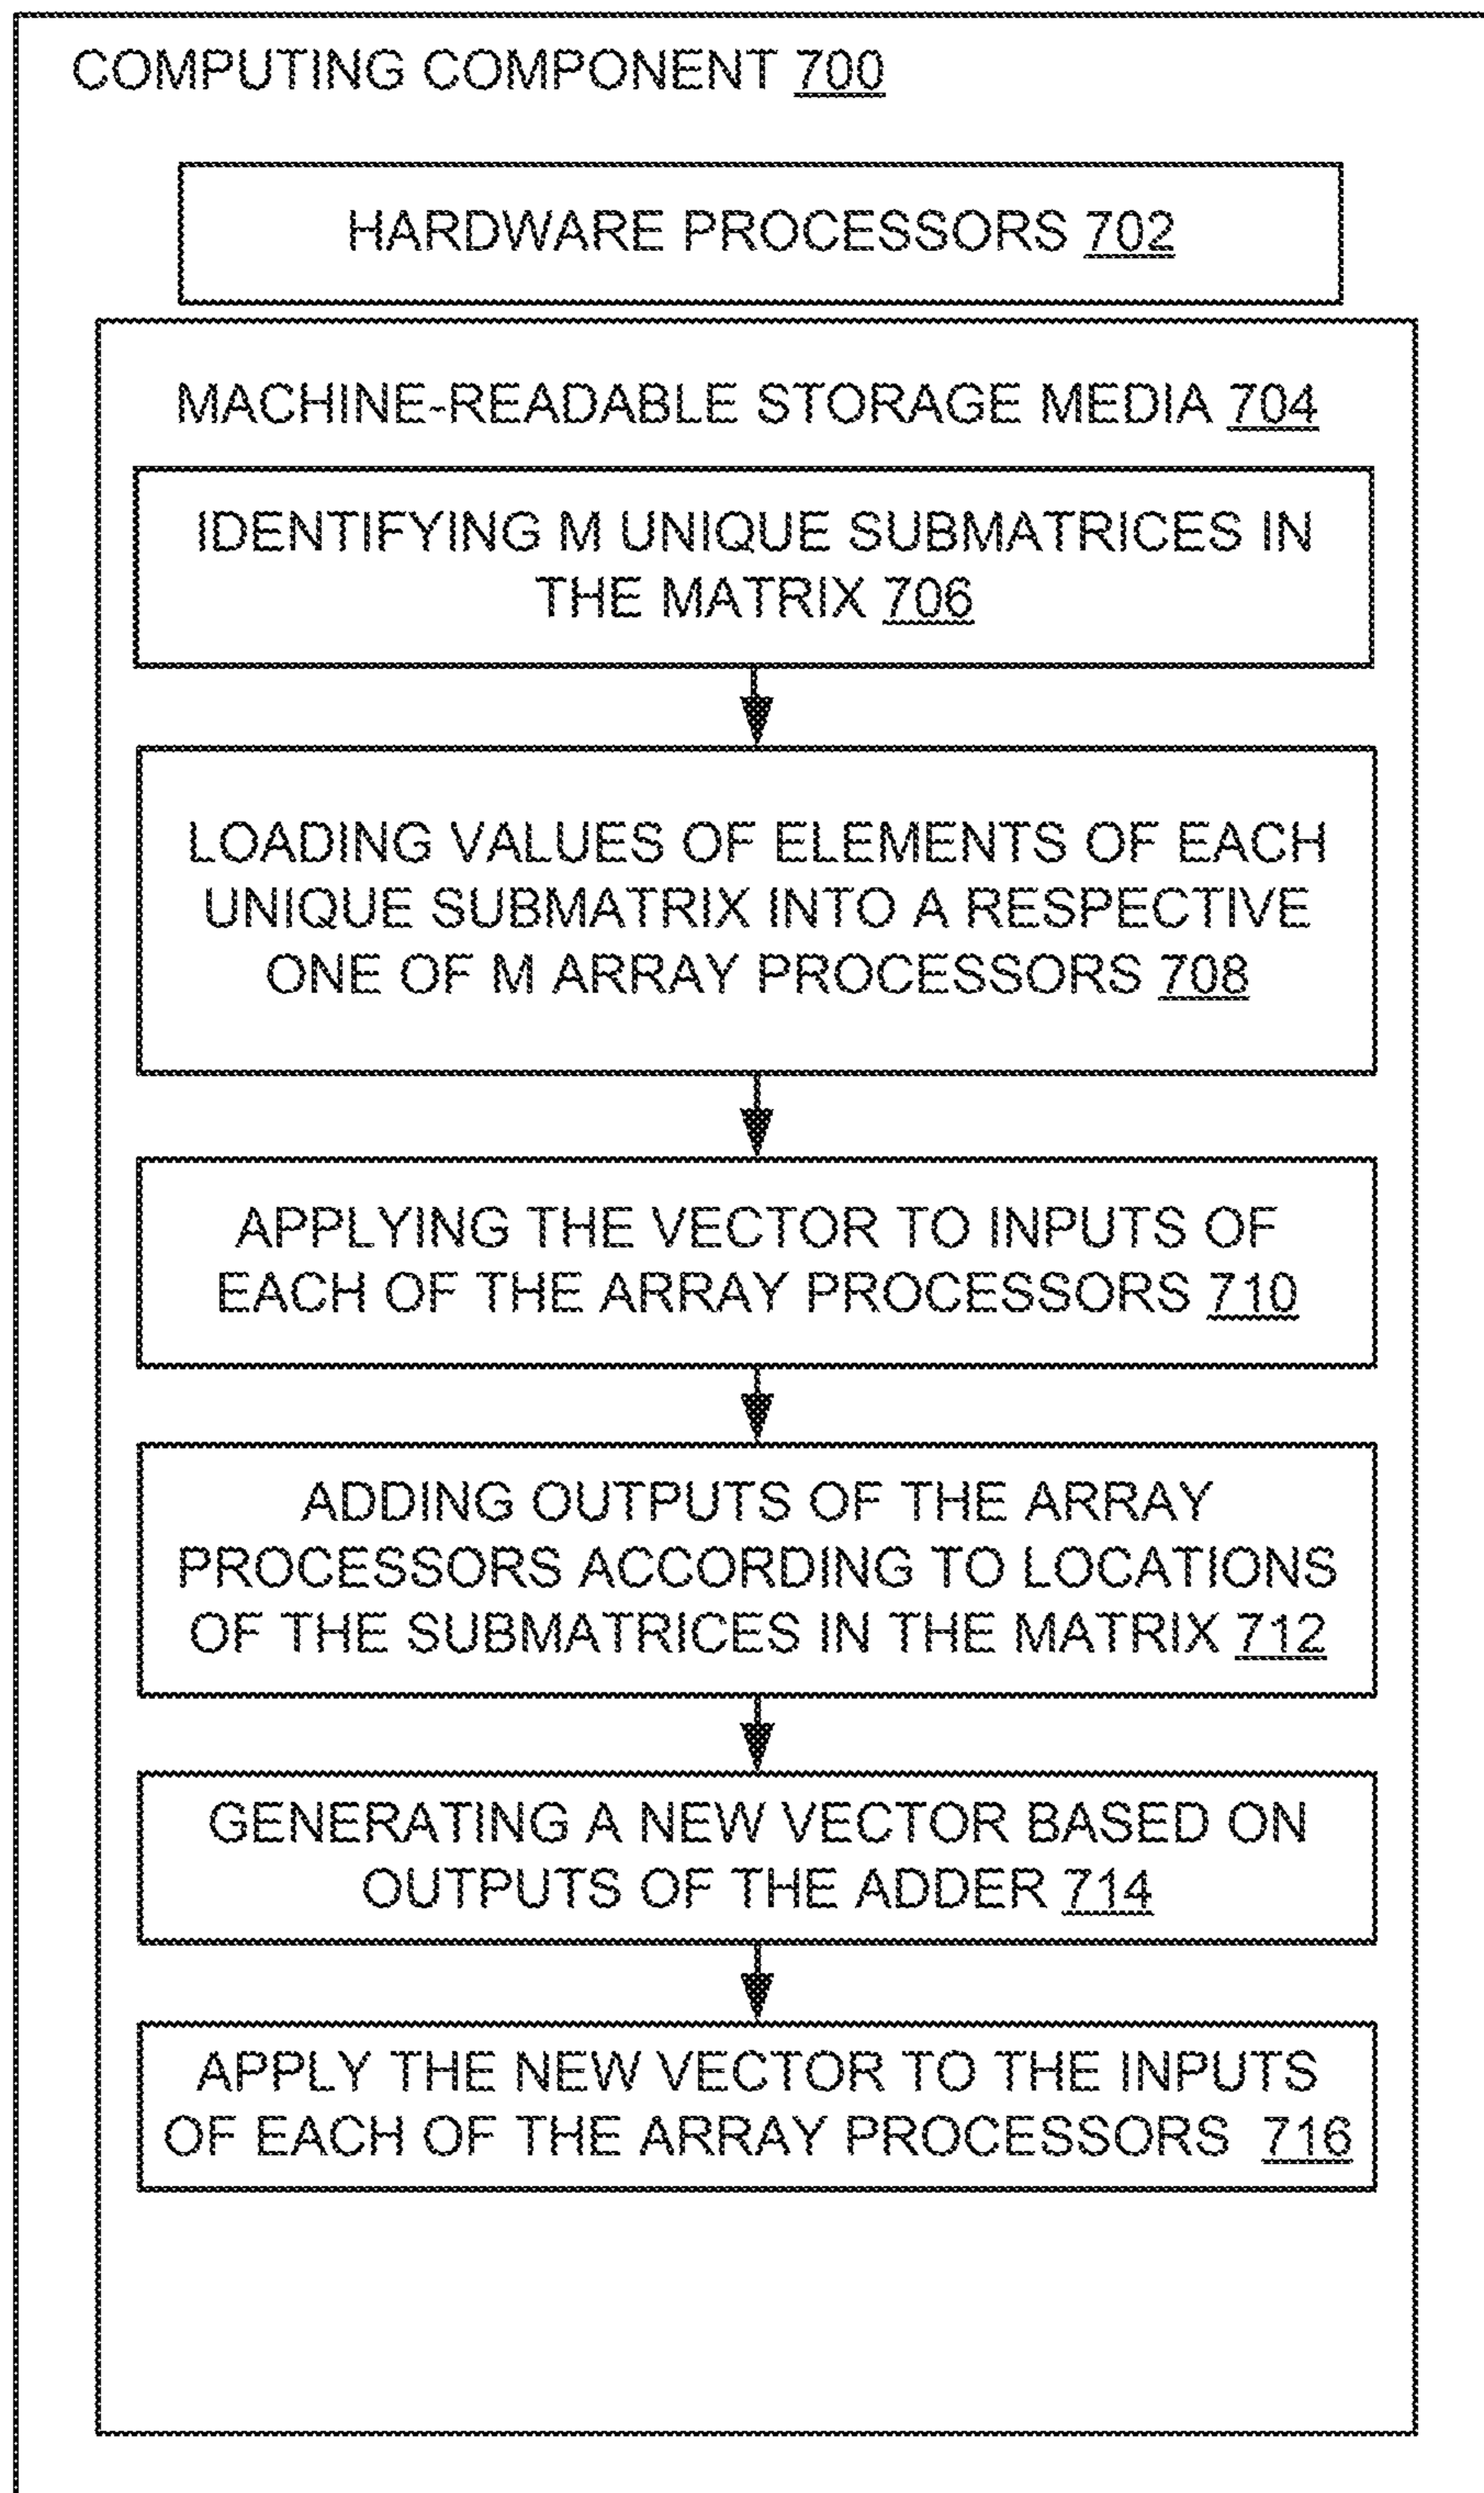 COMPUTING COMPONENT 700
HARDWARE PROCESSORS 702
MACHINE-READABLE STORAGE MEDIA 704
IDENTIFYING M UNIQUE SUBMATRICES IN
THE MATRIX 706
LOADING VALUES OF ELEMENTS OF EACH
UNIQUE SUBMATRIX INTO A RESPECTIVE
ONE OF M ARRAY PROCESSORS 708
APPLYING THE VECTOR TO INPUTS OF
EACH OF THE ARRAY PROCESSORS 710
ADDING OUTPUTS OF THE ARRAY
PROCESSORS ACCORDING TO LOCATIONS
OF THE SUBMATRICES IN THE MATRIX 712
GENERATING A NEW VECTOR BASED ON
OUTPUTS OF THE ADDER 714
APPLY THE NEW VECTOR TO THE INPUTS
OF EACH OF THE ARRAY PROCESSORS 716